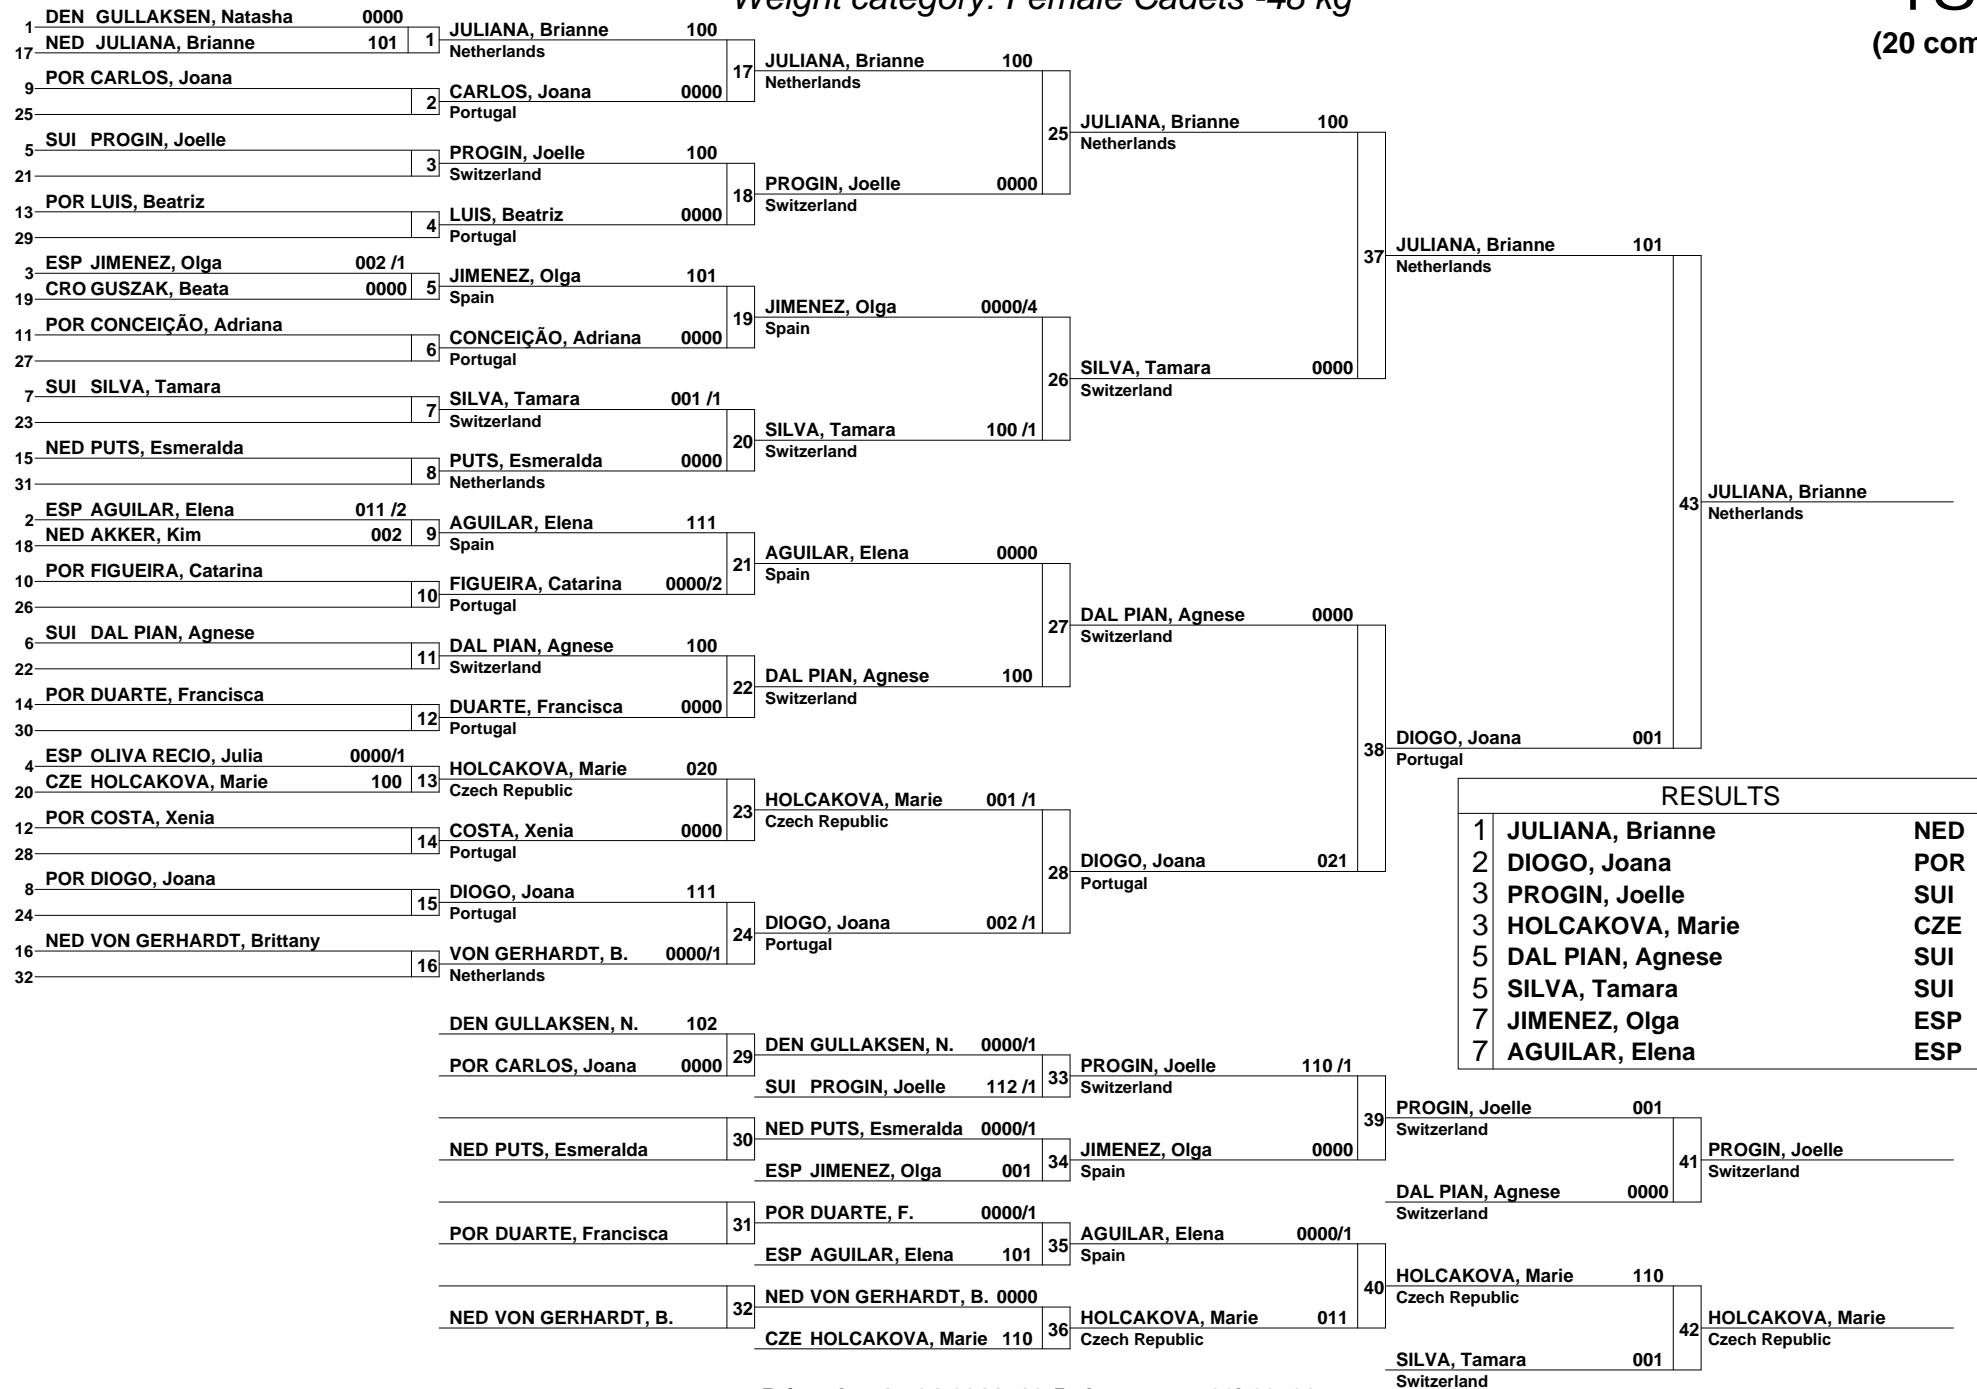 Weight category: Female Cadets -48 kg
(20 com
1 DEN GULLAKSEN, Natasha 0000
17 NED JULIANA, Brianne 101
1
9 POR CARLOS, Joana
25
2
5 SUI PROGIN, Joelle
21
3
13 POR LUIS, Beatriz
29
4
3 ESP JIMENEZ, Olga 002 /1
19 CRO GUSZAK, Beata 0000
5
11 POR CONCEIÇÃO, Adriana
27
6
7 SUI SILVA, Tamara
23
7
15 NED PUTS, Esmeralda
31
8
2 ESP AGUILAR, Elena 011 /2
18 NED AKKER, Kim 002
9
10 POR FIGUEIRA, Catarina
26
10
6 SUI DAL PIAN, Agnese
22
11
14 POR DUARTE, Francisca
30
12
4 ESP OLIVA RECIO, Julia 0000/1
20 CZE HOLCAKOVA, Marie 100
13
12 POR COSTA, Xenia
28
14
8 POR DIOGO, Joana
24
15
16 NED VON GERHARDT, Brittany
32
16
JULIANA, Brianne 100
Netherlands
17
CARLOS, Joana 0000
Portugal
PROGIN, Joelle 100
Switzerland
18
LUIS, Beatriz 0000
Portugal
JIMENEZ, Olga 101
Spain
19
CONCEIÇÃO, Adriana 0000
Portugal
SILVA, Tamara 001 /1
Switzerland
20
PUTS, Esmeralda 0000
Netherlands
AGUILAR, Elena 111
Spain
21
FIGUEIRA, Catarina 0000/2
Portugal
DAL PIAN, Agnese 100
Switzerland
22
DUARTE, Francisca 0000
Portugal
HOLCAKOVA, Marie 020
Czech Republic
23
COSTA, Xenia 0000
Portugal
DIOGO, Joana 111
Portugal
24
VON GERHARDT, B. 0000/1
Netherlands
JULIANA, Brianne 100
Netherlands
25
PROGIN, Joelle 0000
Switzerland
JIMENEZ, Olga 0000/4
Spain
26
SILVA, Tamara 100 /1
Switzerland
AGUILAR, Elena 0000
Spain
27
DAL PIAN, Agnese 100
Switzerland
HOLCAKOVA, Marie 001 /1
Czech Republic
28
DIOGO, Joana 002 /1
Portugal
JULIANA, Brianne 100
Netherlands
37
SILVA, Tamara 0000
Switzerland
DAL PIAN, Agnese 0000
Switzerland
38
DIOGO, Joana 021
Portugal
JULIANA, Brianne 101
Netherlands
43
DIOGO, Joana 001
Portugal
JULIANA, Brianne
Netherlands
RESULTS
1 JULIANA, Brianne NED
2 DIOGO, Joana POR
3 PROGIN, Joelle SUI
3 HOLCAKOVA, Marie CZE
5 DAL PIAN, Agnese SUI
5 SILVA, Tamara SUI
7 JIMENEZ, Olga ESP
7 AGUILAR, Elena ESP
DEN GULLAKSEN, N. 102
29
POR CARLOS, Joana 0000
30
NED PUTS, Esmeralda
31
POR DUARTE, Francisca
32
NED VON GERHARDT, B.
DEN GULLAKSEN, N. 0000/1
33
SUI PROGIN, Joelle 112 /1
NED PUTS, Esmeralda 0000/1
34
ESP JIMENEZ, Olga 001
POR DUARTE, F. 0000/1
35
ESP AGUILAR, Elena 101
NED VON GERHARDT, B. 0000
36
CZE HOLCAKOVA, Marie 110
PROGIN, Joelle 110 /1
Switzerland
39
JIMENEZ, Olga 0000
Spain
AGUILAR, Elena 0000/1
Spain
40
HOLCAKOVA, Marie 011
Czech Republic
PROGIN, Joelle 001
Switzerland
41
DAL PIAN, Agnese 0000
Switzerland
HOLCAKOVA, Marie 110
Czech Republic
42
SILVA, Tamara 001
Switzerland
PROGIN, Joelle
Switzerland
HOLCAKOVA, Marie
Czech Republic